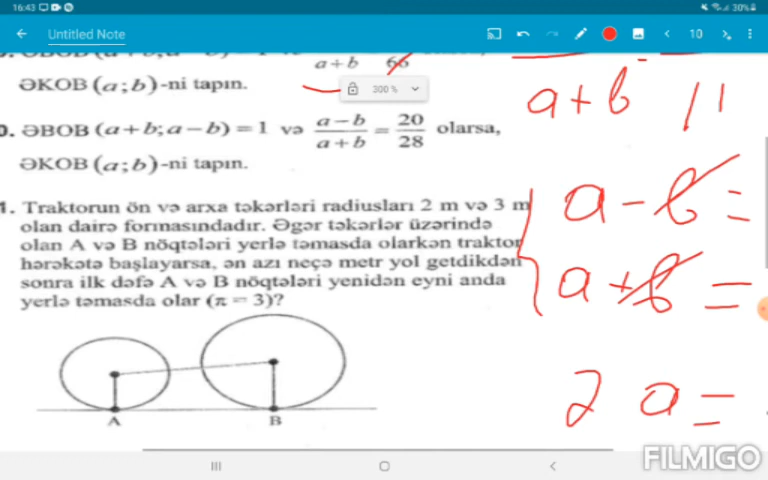 16:43
30%
Untitled Note
10
a+b 66
ƏKOB (a;b)-ni tapın.
300 %
a+b 11
0. ƏBOB (a+b;a−b)=1 və a−b/a+b = 20/28 olarsa,
ƏKOB (a;b)-ni tapın.
a−b=
a+b=
2a=
1. Traktorun ön və arxa təkərləri radiusları 2 m və 3 m
olan dairə formasındadır. Əgər təkərlər üzərində
olan A və B nöqtələri yerlə təmasda olarkən traktor
hərəkətə başlayarsa, ən azı neçə metr yol getdikdən
sonra ilk dəfə A və B nöqtələri yenidən eyni anda
yerlə təmasda olar (π = 3)?
A B
FILMIGO